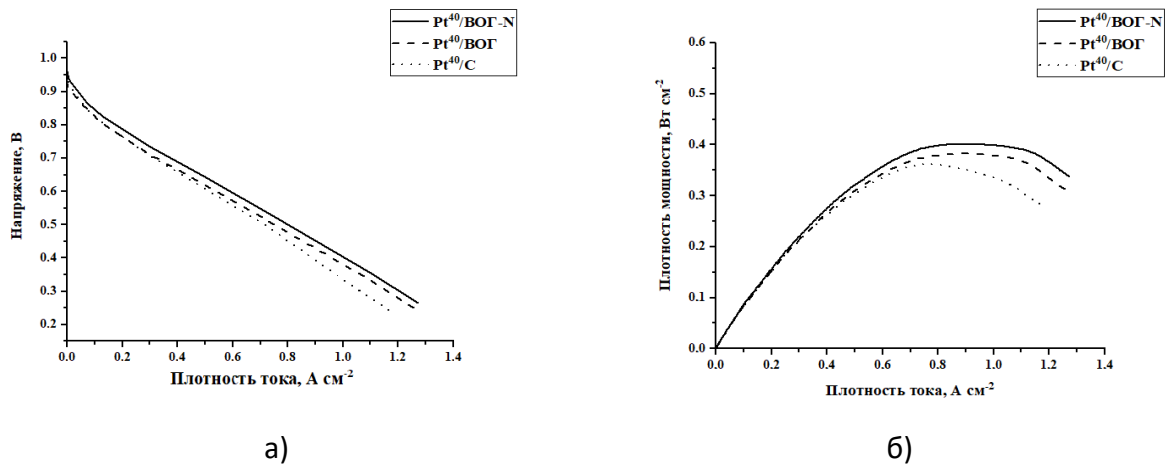 Pt⁴⁰/ВОГ-N
Pt⁴⁰/ВОГ
Pt⁴⁰/C
1.0
0.9
0.8
0.7
0.6
0.5
0.4
0.3
0.2
Напряжение, В
0.0 0.2 0.4 0.6 0.8 1.0 1.2 1.4
Плотность тока, А см⁻²
а)
Pt⁴⁰/ВОГ-N
Pt⁴⁰/ВОГ
Pt⁴⁰/C
0.6
0.5
0.4
0.3
0.2
0.1
0.0
Плотность мощности, Вт см⁻²
0.0 0.2 0.4 0.6 0.8 1.0 1.2 1.4
Плотность тока, А см⁻²
б)